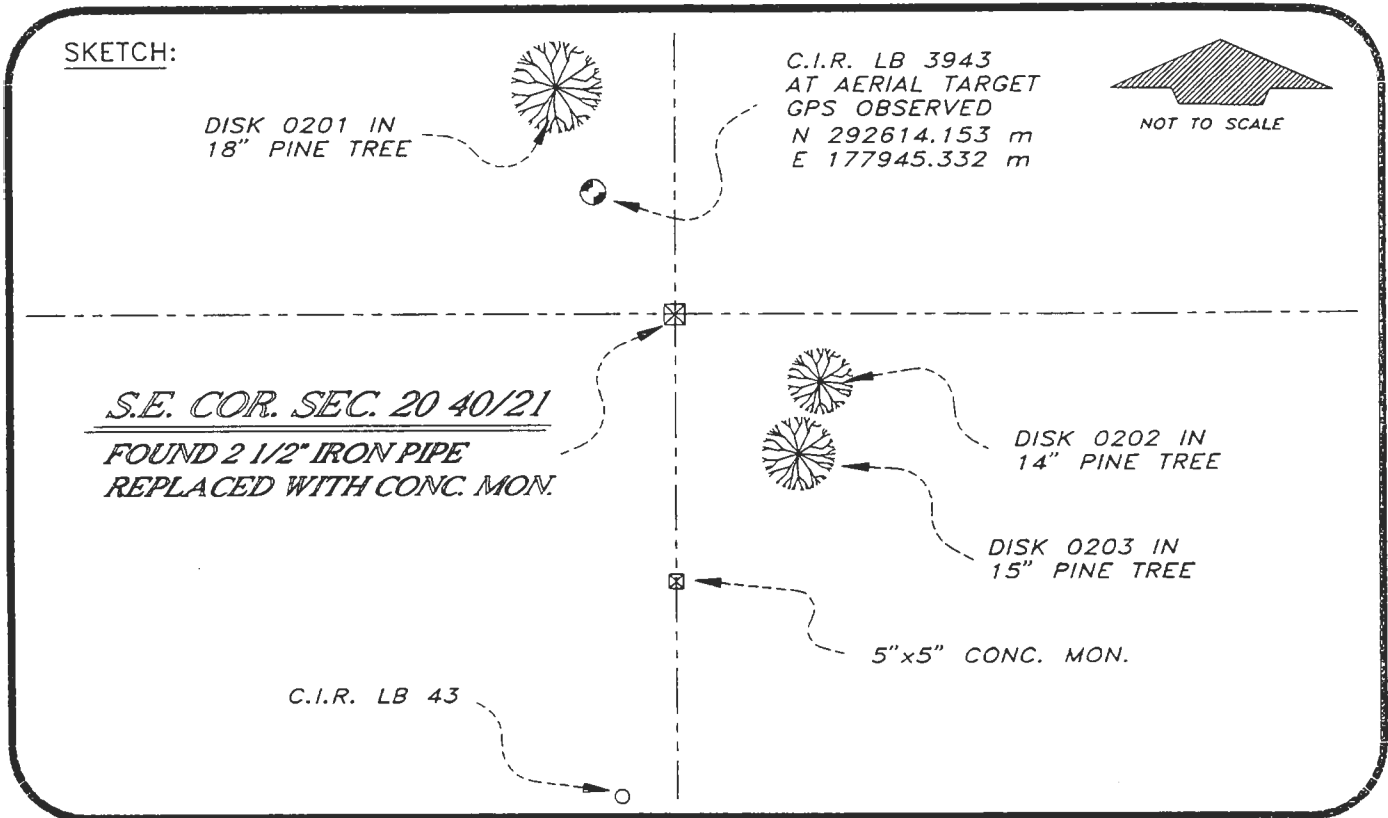 SKETCH:
C.I.R. LB 3943
AT AERIAL TARGET
GPS OBSERVED
N 292614.153 m
E 177945.332 m
NOT TO SCALE
DISK 0201 IN
18" PINE TREE
S.E. COR. SEC. 20 40/21
FOUND 2 1/2" IRON PIPE
REPLACED WITH CONC. MON.
DISK 0202 IN
14" PINE TREE
DISK 0203 IN
15" PINE TREE
5"x5" CONC. MON.
C.I.R. LB 43